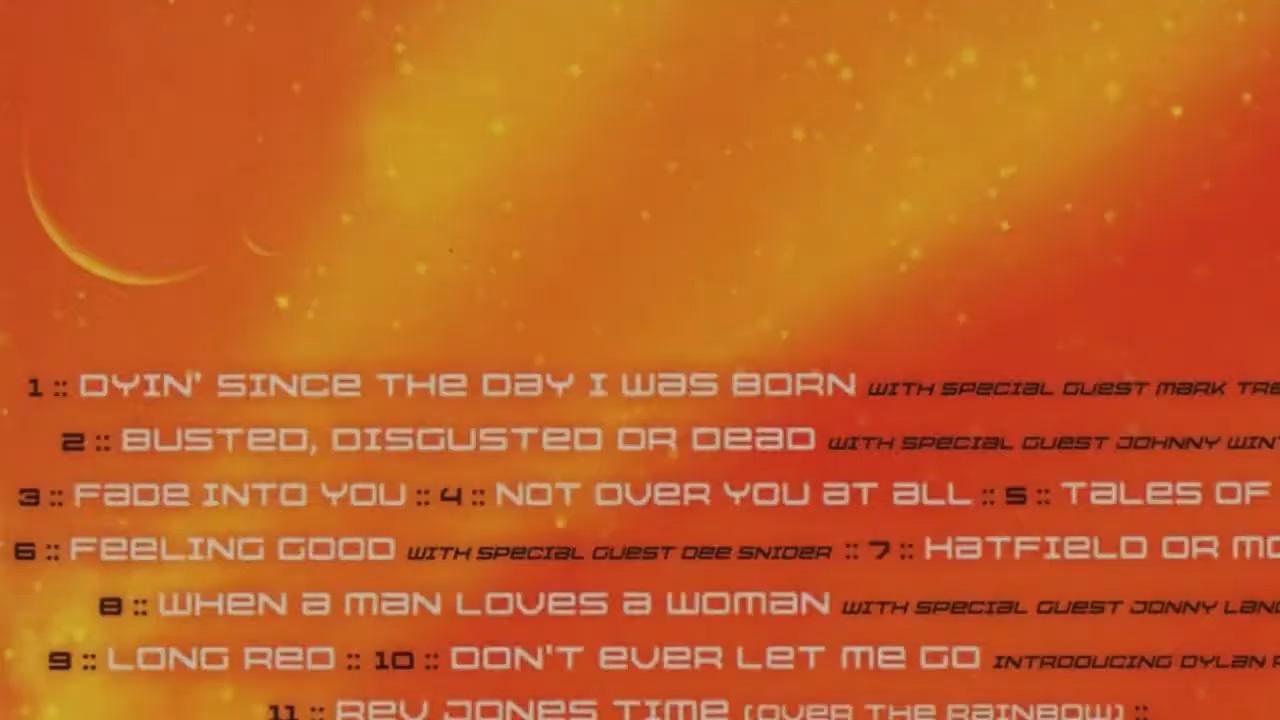 1 :: DYIN' SINCE THE DAY I WAS BORN WITH SPECIAL GUEST MARK
2 :: BUSTED, DISGUSTED OR DEAD WITH SPECIAL GUEST JOHNNY
3 :: FADE INTO YOU :: 4 :: NOT OVER YOU AT ALL :: 5 :: TALES OF
6 :: FEELING GOOD WITH SPECIAL GUEST DEE SNIDER :: 7 :: HATFIELD OR
8 :: WHEN A MAN LOVES A WOMAN WITH SPECIAL GUEST JONNY
9 :: LONG RED :: 10 :: DON'T EVER LET ME GO INTRODUCING DYLAN
11 :: REV JONES TIME (OVER THE RAINBOW) ::